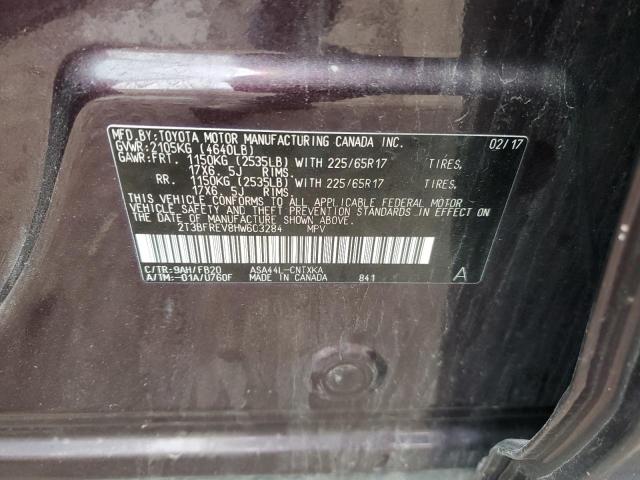 MFD.BY:TOYOTA MOTOR MANUFACTURING CANADA INC. 02/17
GVWR:2105KG (4640LB)
GAWR:FRT. 1150KG (2535LB) WITH 225/65R17 TIRES,
17X6. 5J RIMS.
RR. 1150KG (2535LB) WITH 225/65R17 TIRES,
17X6. 5J RIMS.
THIS VEHICLE CONFORMS TO ALL APPLICABLE FEDERAL MOTOR
VEHICLE SAFETY AND THEFT PREVENTION STANDARDS IN EFFECT ON
THE DATE OF MANUFACTURE SHOWN ABOVE.
2T3BFREV8HW6C3284 MPV
C/TR:9AH/FB20 ASA44L-CNTXKA
A/TM:-01A/U760F MADE IN CANADA 841 A